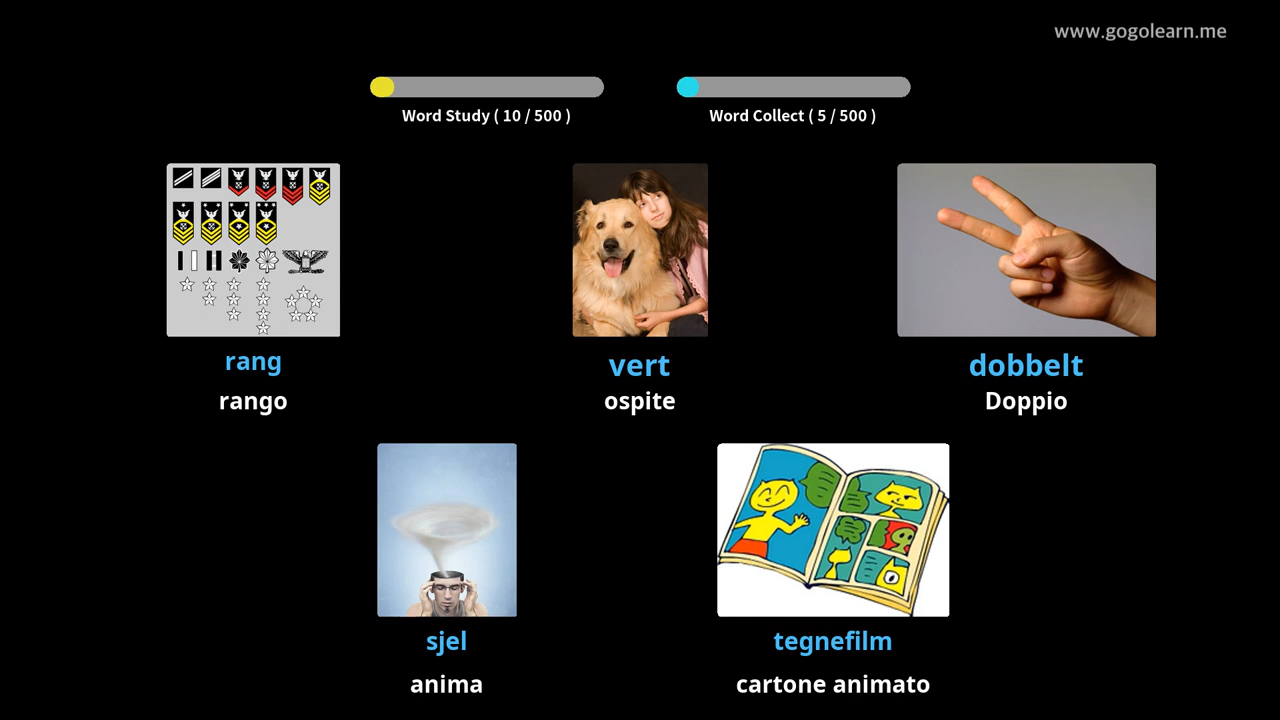 www.gogolearn.me
Word Study ( 10 / 500 )
Word Collect ( 5 / 500 )
rang
rango
vert
ospite
dobbelt
Doppio
sjel
anima
tegnefilm
cartone animato